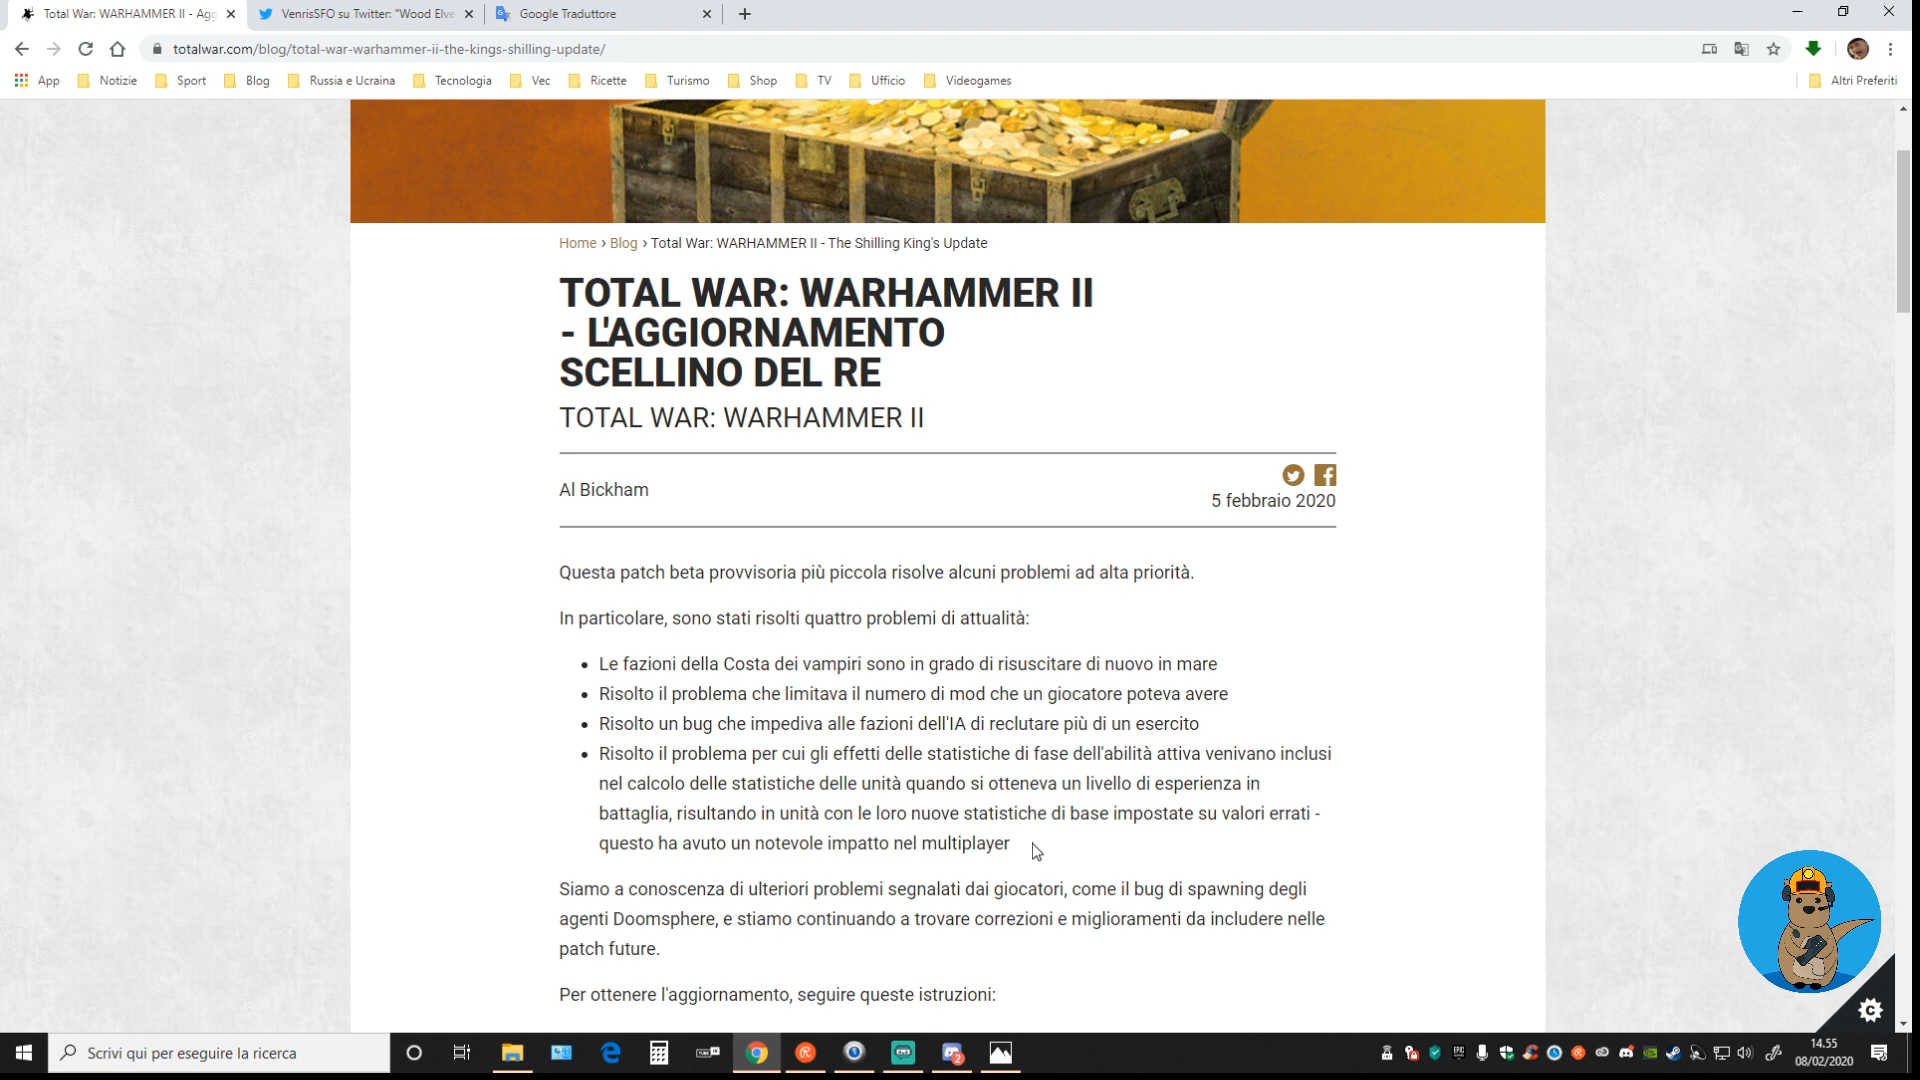 Total War: WARHAMMER II - Agg
VenrisSFO su Twitter: "Wood Elve
Google Traduttore
totalwar.com/blog/total-war-warhammer-ii-the-kings-shilling-update/
App
Notizie
Sport
Blog
Russia e Ucraina
Tecnologia
Vec
Ricette
Turismo
Shop
TV
Ufficio
Videogames
Altri Preferiti
Home › Blog › Total War: WARHAMMER II - The Shilling King's Update
TOTAL WAR: WARHAMMER II
- L'AGGIORNAMENTO
SCELLINO DEL RE
TOTAL WAR: WARHAMMER II
Al Bickham
5 febbraio 2020
Questa patch beta provvisoria più piccola risolve alcuni problemi ad alta priorità.
In particolare, sono stati risolti quattro problemi di attualità:
• Le fazioni della Costa dei vampiri sono in grado di risuscitare di nuovo in mare
• Risolto il problema che limitava il numero di mod che un giocatore poteva avere
• Risolto un bug che impediva alle fazioni dell'IA di reclutare più di un esercito
• Risolto il problema per cui gli effetti delle statistiche di fase dell'abilità attiva venivano inclusi
nel calcolo delle statistiche delle unità quando si otteneva un livello di esperienza in
battaglia, risultando in unità con le loro nuove statistiche di base impostate su valori errati -
questo ha avuto un notevole impatto nel multiplayer
Siamo a conoscenza di ulteriori problemi segnalati dai giocatori, come il bug di spawning degli
agenti Doomsphere, e stiamo continuando a trovare correzioni e miglioramenti da includere nelle
patch future.
Per ottenere l'aggiornamento, seguire queste istruzioni:
Scrivi qui per eseguire la ricerca
14.55
08/02/2020